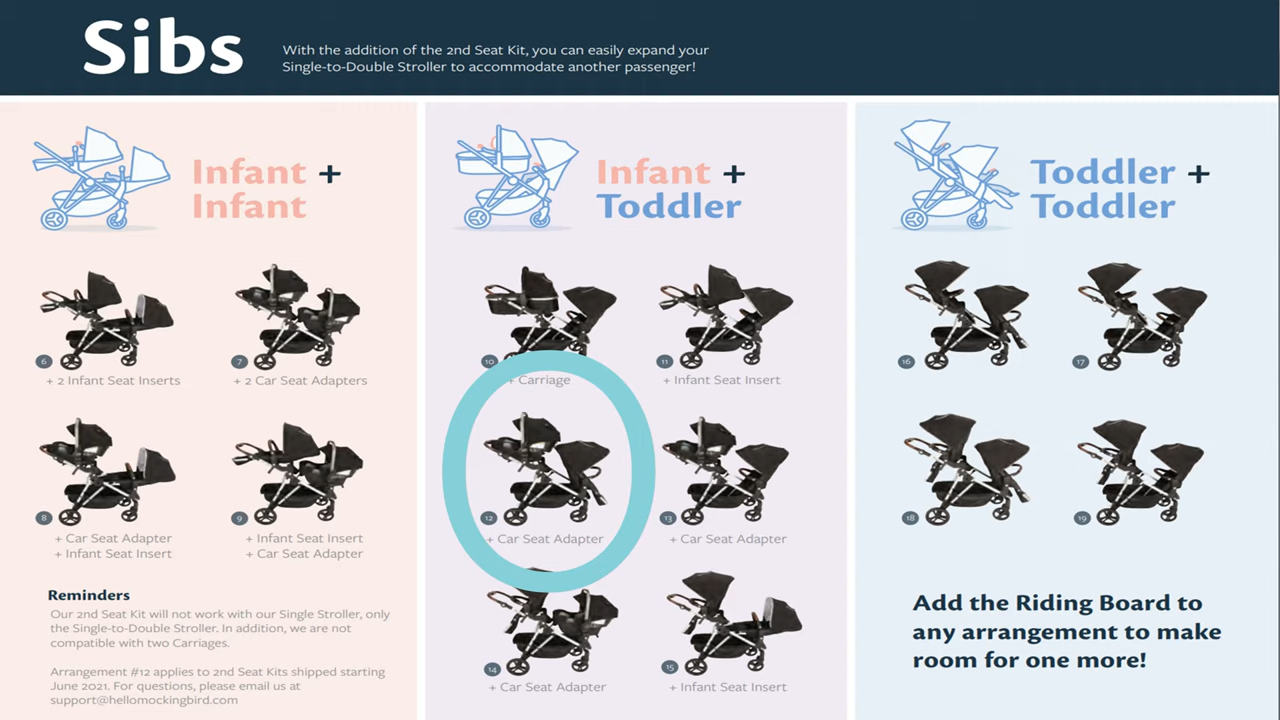 Sibs
With the addition of the 2nd Seat Kit, you can easily expand your
Single-to-Double Stroller to accommodate another passenger!
Infant +
Infant
6
+ 2 Infant Seat Inserts
7
+ 2 Car Seat Adapters
8
+ Car Seat Adapter
+ Infant Seat Insert
9
+ Infant Seat Insert
+ Car Seat Adapter
Reminders
Our 2nd Seat Kit will not work with our Single Stroller, only
the Single-to-Double Stroller. In addition, we are not
compatible with two Carriages.
Arrangement #12 applies to 2nd Seat Kits shipped starting
June 2021. For questions, please email us at
support@hellomockingbird.com
Infant +
Toddler
10
+ Carriage
11
+ Infant Seat Insert
12
+ Car Seat Adapter
13
+ Car Seat Adapter
14
+ Car Seat Adapter
15
+ Infant Seat Insert
Toddler +
Toddler
16
17
18
19
Add the Riding Board to
any arrangement to make
room for one more!